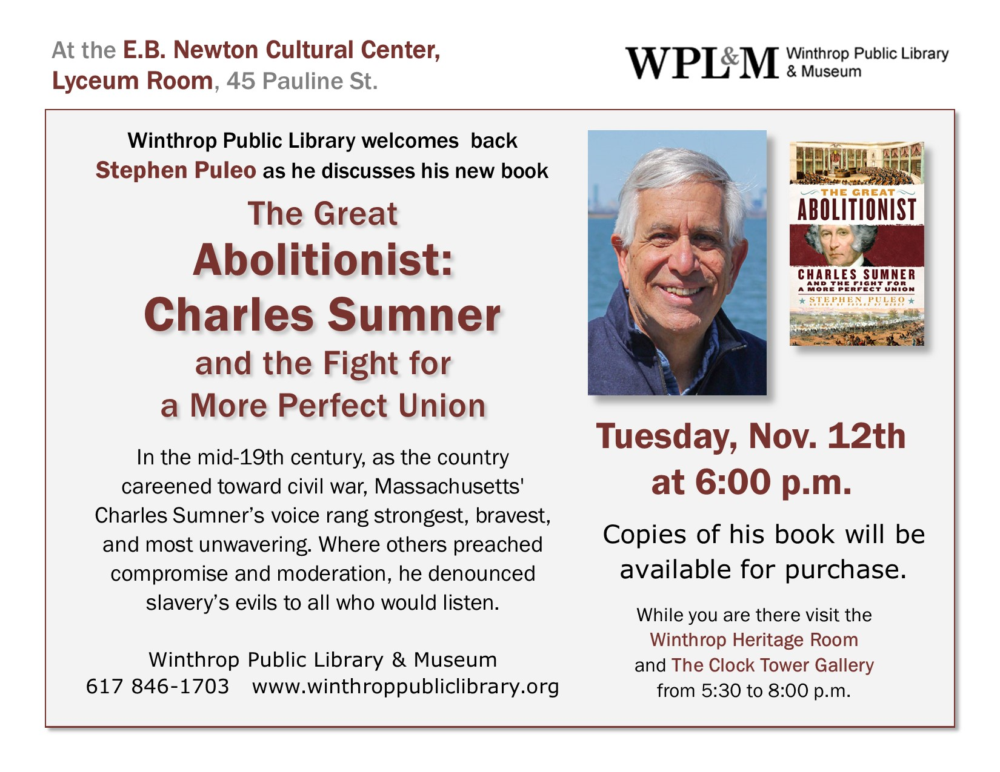 At the E.B. Newton Cultural Center,
Lyceum Room, 45 Pauline St.
WPL&M Winthrop Public Library
& Museum
Winthrop Public Library welcomes  back
Stephen Puleo as he discusses his new book
The Great
Abolitionist:
Charles Sumner
and the Fight for
a More Perfect Union
In the mid-19th century, as the country
careened toward civil war, Massachusetts'
Charles Sumner’s voice rang strongest, bravest,
and most unwavering. Where others preached
compromise and moderation, he denounced
slavery’s evils to all who would listen.
Winthrop Public Library & Museum
617 846-1703   www.winthroppubliclibrary.org
THE GREAT
ABOLITIONIST
CHARLES SUMNER
AND THE FIGHT FOR
A MORE PERFECT UNION
STEPHEN PULEO
AUTHOR OF VOYAGE OF MERCY
Tuesday, Nov. 12th
at 6:00 p.m.
Copies of his book will be
available for purchase.
While you are there visit the
Winthrop Heritage Room
and The Clock Tower Gallery
from 5:30 to 8:00 p.m.